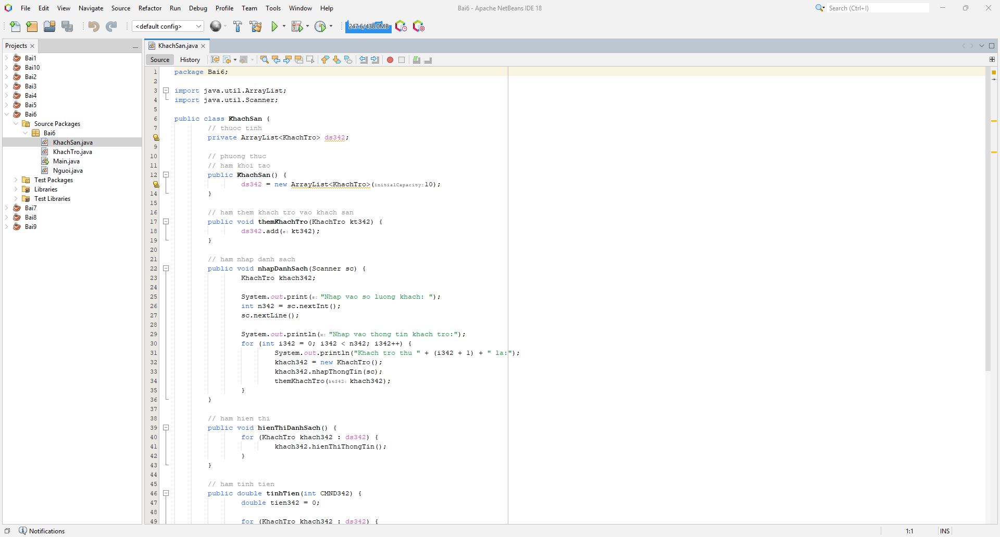 File Edit View Navigate Source Refactor Run Debug Profile Team Tools Window Help
Bai6 - Apache NetBeans IDE 18
Search (Ctrl+I)
<default config>
247.6/438.0MB
Projects
Bai1
Bai10
Bai2
Bai3
Bai4
Bai5
Bai6
Source Packages
Bai6
KhachSan.java
KhachTro.java
Main.java
Nguoi.java
Test Packages
Libraries
Test Libraries
Bai7
Bai8
Bai9
KhachSan.java
Source History
1 package Bai6;
2
3 import java.util.ArrayList;
4 import java.util.Scanner;
5
6 public class KhachSan {
7 // thuoc tinh
private ArrayList<KhachTro> ds342;
9
10 // phuong thuc
11 // ham khoi tao
12 public KhachSan() {
ds342 = new ArrayList<KhachTro>(initialCapacity: 10);
14 }
15
16 // ham them khach tro vao khach san
17 public void themKhachTro(KhachTro kt342) {
18 ds342.add(e: kt342);
19 }
20
21 // ham nhap danh sach
22 public void nhapDanhSach(Scanner sc) {
23 KhachTro khach342;
24
25 System.out.print(s: "Nhap vao so luong khach: ");
26 int n342 = sc.nextInt();
27 sc.nextLine();
28
29 System.out.println(x: "Nhap vao thong tin khach tro:");
30 for (int i342 = 0; i342 < n342; i342++) {
31 System.out.println("Khach tro thu " + (i342 + 1) + " la:");
32 khach342 = new KhachTro();
33 khach342.nhapThongTin(sc);
34 themKhachTro(kt342: khach342);
35 }
36 }
37
38 // ham hien thi
39 public void hienThiDanhSach() {
40 for (KhachTro khach342 : ds342) {
41 khach342.hienThiThongTin();
42 }
43 }
44
45 // ham tinh tien
46 public double tinhTien(int CMND342) {
47 double tien342 = 0;
48
49 for (KhachTro khach342 : ds342) {
Notifications
1:1 INS